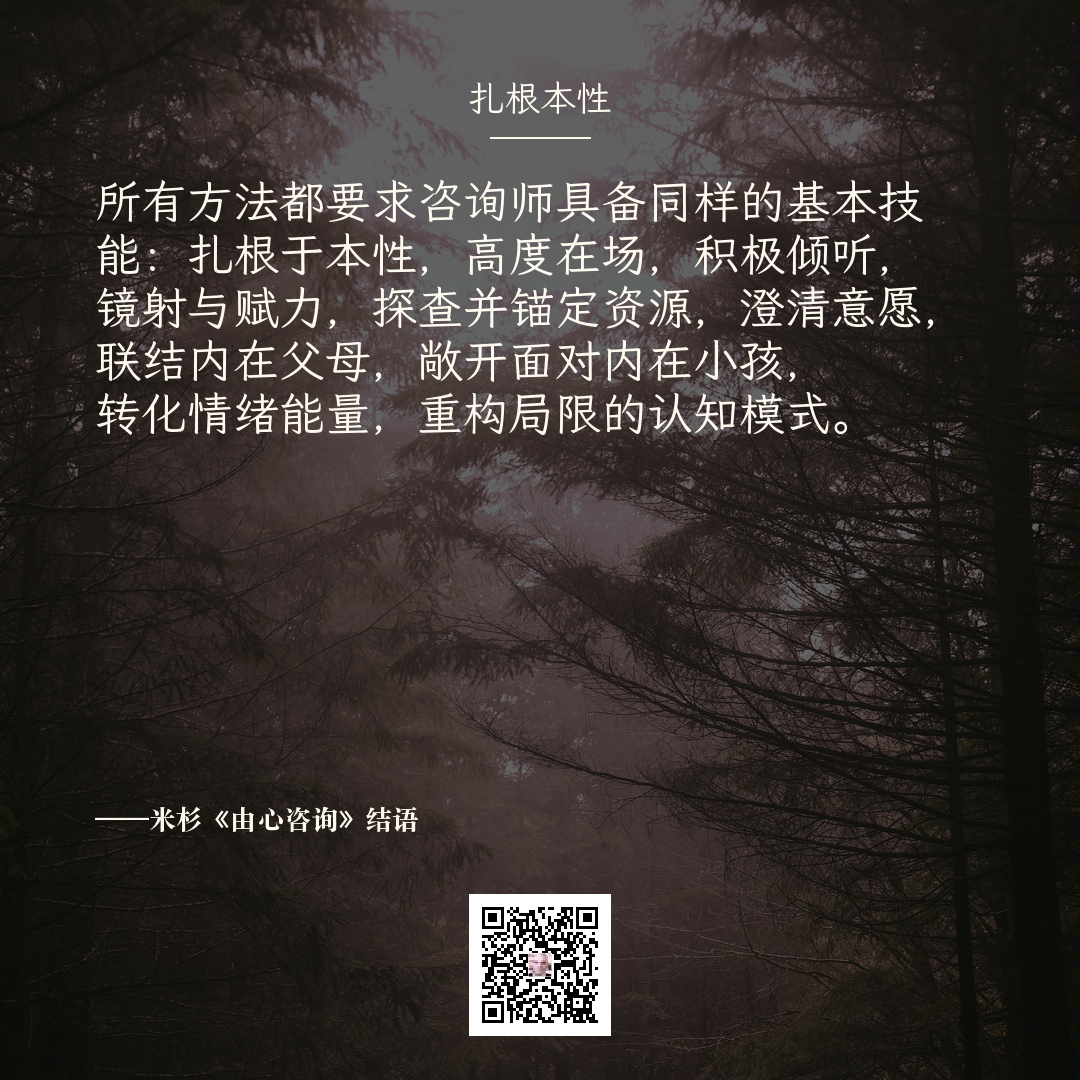 扎根本性
所有方法都要求咨询师具备同样的基本技
能：扎根于本性，高度在场，积极倾听，
镜射与赋力，探查并锚定资源，澄清意愿，
联结内在父母，敞开面对内在小孩，
转化情绪能量，重构局限的认知模式。
——米杉《由心咨询》结语